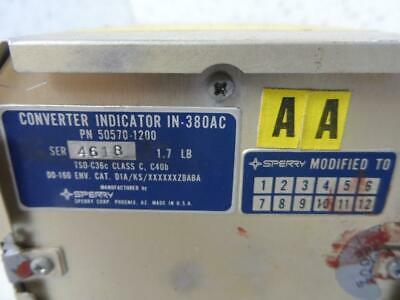 CONVERTER INDICATOR IN-380AC
PN 50570-1200
SER 4618 1.7 LB
TSO-C36c CLASS C, C40b
DO-160 ENV. CAT. D1A/KS/XXXXXXZBABA
MANUFACTURED BY
SPERRY
SPERRY CORP. PHOENIX, AZ. MADE IN U.S.A.
A A
SPERRY MODIFIED TO
1 2 3 4 5 6
7 8 9 10 11 12